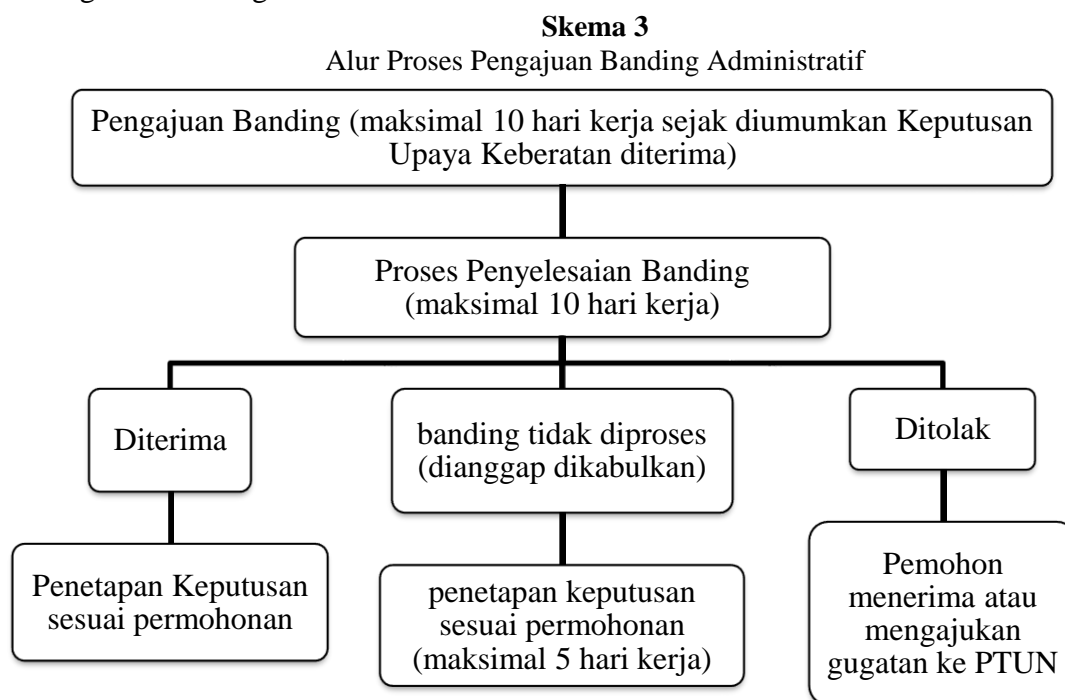 Skema 3
Alur Proses Pengajuan Banding Administratif
Pengajuan Banding (maksimal 10 hari kerja sejak diumumkan Keputusan
Upaya Keberatan diterima)
Proses Penyelesaian Banding
(maksimal 10 hari kerja)
Diterima
banding tidak diproses
(dianggap dikabulkan)
Ditolak
Penetapan Keputusan
sesuai permohonan
penetapan keputusan
sesuai permohonan
(maksimal 5 hari kerja)
Pemohon
menerima atau
mengajukan
gugatan ke PTUN